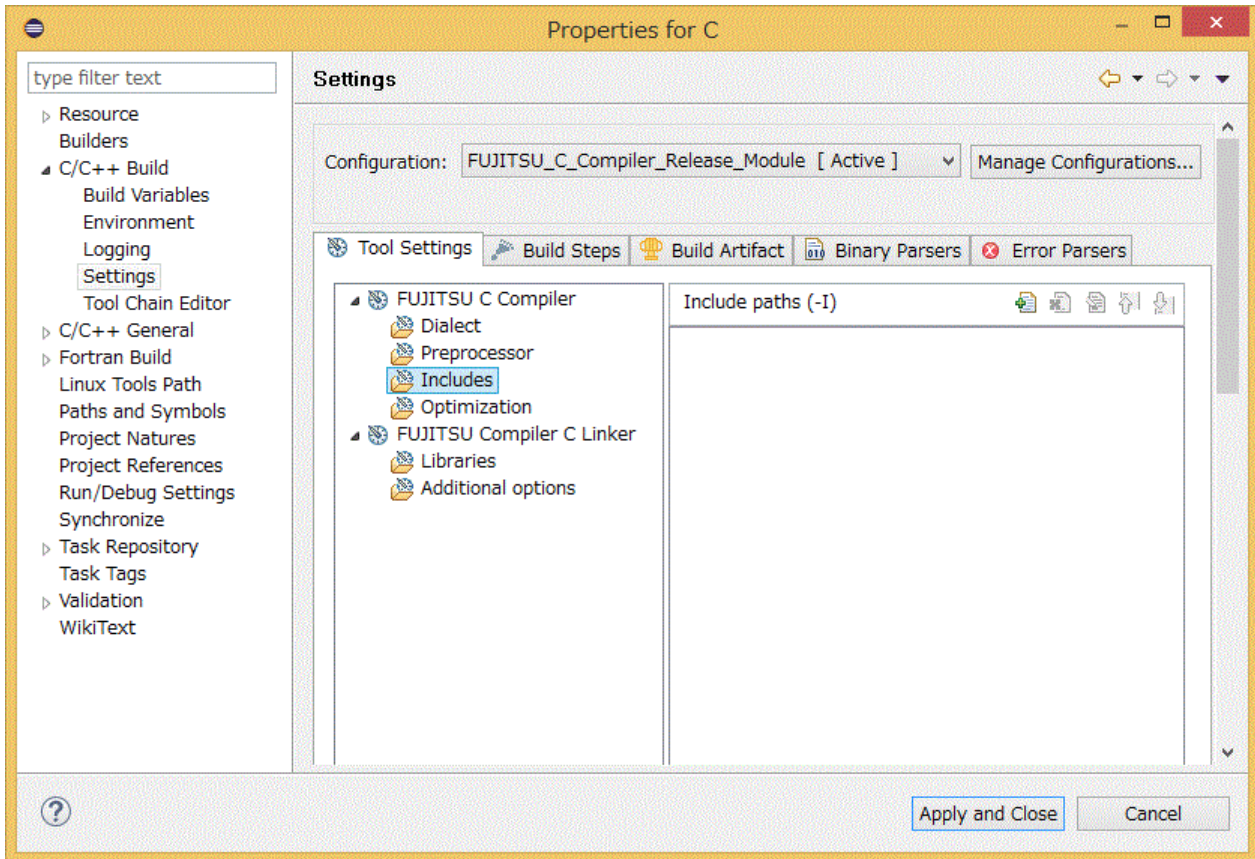 Properties for C
type filter text
Resource
Builders
C/C++ Build
Build Variables
Environment
Logging
Settings
Tool Chain Editor
C/C++ General
Fortran Build
Linux Tools Path
Paths and Symbols
Project Natures
Project References
Run/Debug Settings
Synchronize
Task Repository
Task Tags
Validation
WikiText
Settings
Configuration: FUJITSU_C_Compiler_Release_Module [ Active ] Manage Configurations...
Tool Settings Build Steps Build Artifact Binary Parsers Error Parsers
FUJITSU C Compiler
Dialect
Preprocessor
Includes
Optimization
FUJITSU Compiler C Linker
Libraries
Additional options
Include paths (-I)
Apply and Close Cancel